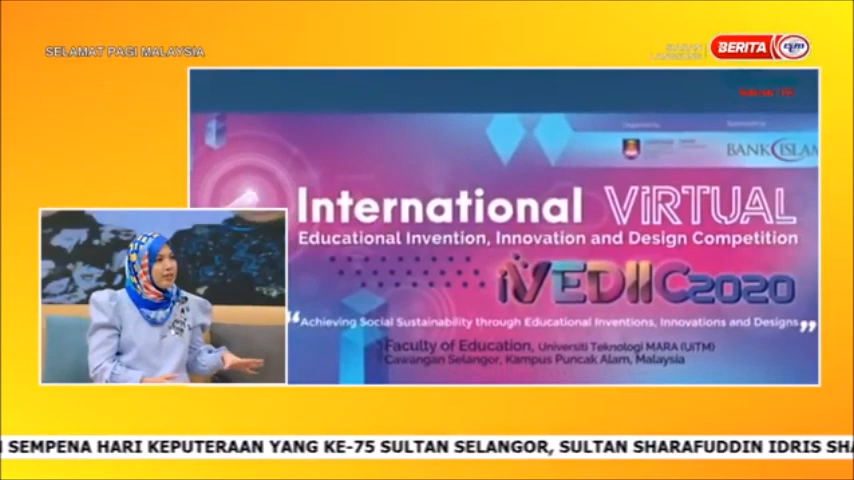 SELAMAT PAGI MALAYSIA
BERITA rtm
BANK ISLAM
International VIRTUAL
Educational Invention, Innovation and Design Competition
iVEDIIC2020
“Achieving Social Sustainability through Educational Inventions, Innovations and Designs”
Faculty of Education, Universiti Teknologi MARA (UiTM)
Cawangan Selangor, Kampus Puncak Alam, Malaysia
SEMPENA HARI KEPUTERAAN YANG KE-75 SULTAN SELANGOR, SULTAN SHARAFUDDIN IDRIS SHA